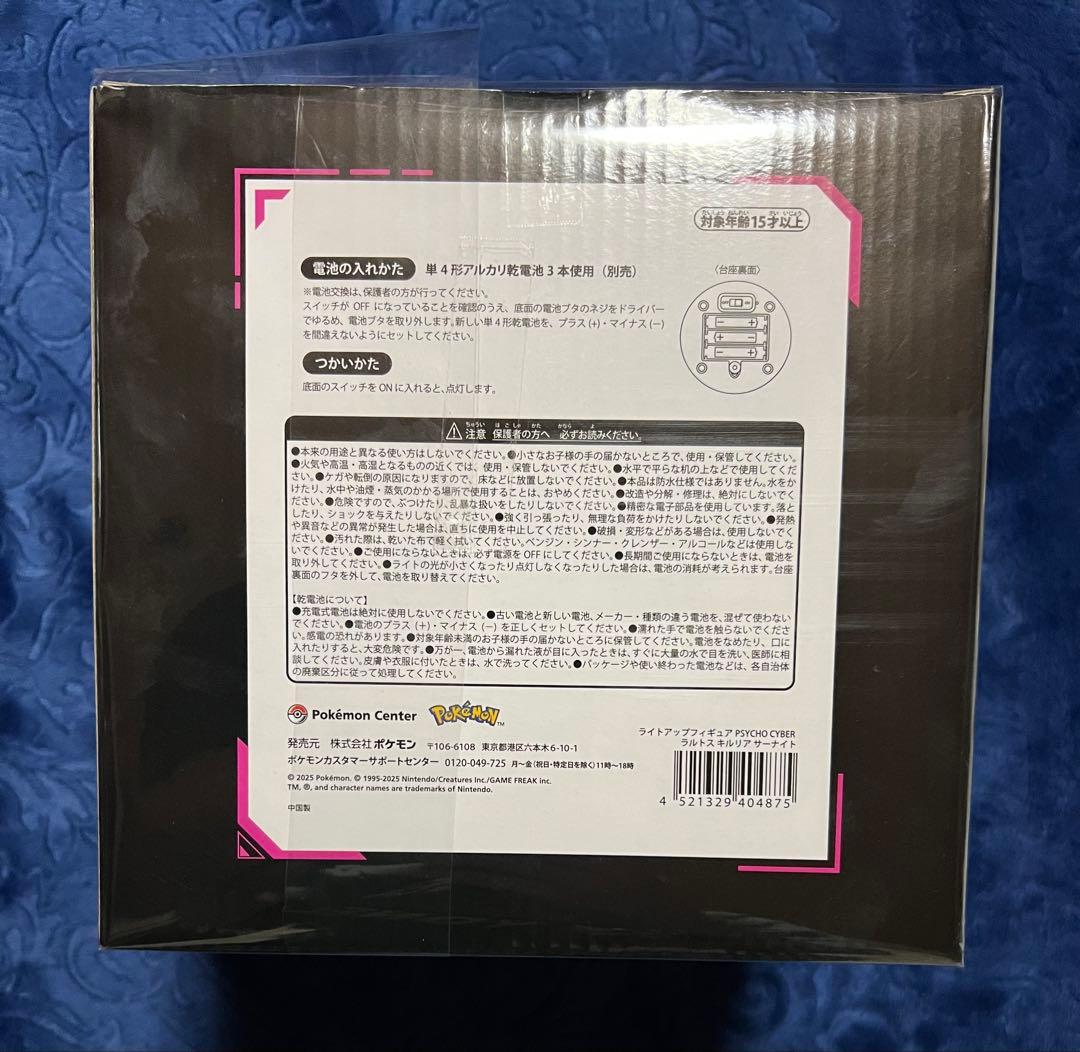 対象年齢15才以上
たいしょうねんれい さい いじょう
電池の入れかた 単4形アルカリ乾電池3本使用（別売）
〈台座裏面〉
※電池交換は、保護者の方が行ってください。
スイッチが OFF になっていることを確認のうえ、底面の電池ブタのネジをドライバー
でゆるめ、電池ブタを取り外します。新しい単4形乾電池を、プラス (+)・マイナス (−)
を間違えないようにセットしてください。
つかいかた
底面のスイッチを ON に入れると、点灯します。
OFF ON
− +
+ −
− +
ちゅうい ほごしゃ かた かなら よ
注意 保護者の方へ 必ずお読みください。
●本来の用途と異なる使い方はしないでください。●小さなお子様の手の届かないところで、使用・保管してください。
●火気や高温・高湿となるものの近くでは、使用・保管しないでください。●水平で平らな机の上などで使用してくだ
さい。●ケガや転倒の原因になりますので、床などに放置しないでください。●本品は防水仕様ではありません。水をか
けたり、水中や油煙・蒸気のかかる場所で使用することは、おやめください。●改造や分解・修理は、絶対にしないでく
ださい。●危険ですので、ぶつけたり、乱暴な扱いをしたりしないでください。●精密な電子部品を使用しています。落と
したり、ショックを与えたりしないでください。●強く引っ張ったり、無理な負荷をかけたりしないでください。●発熱
や異音などの異常が発生した場合は、直ちに使用を中止してください。●破損・変形などがある場合は、使用しないでく
ださい。●汚れた際は、乾いた布で軽く拭いてください。ベンジン・シンナー・クレンザー・アルコールなどは使用しな
いでください。●ご使用にならないときは、必ず電源を OFF にしてください。●長期間ご使用にならないときは、電池を
取り外してください。●ライトの光が小さくなったり点灯しなくなったりした場合は、電池の消耗が考えられます。台座
裏面のフタを外して、電池を取り替えてください。
【乾電池について】
●充電式電池は絶対に使用しないでください。●古い電池と新しい電池、メーカー・種類の違う電池を、混ぜて使わない
でください。●電池のプラス (+)・マイナス (−) を正しくセットしてください。●濡れた手で電池を触らないでくださ
い。感電の恐れがあります。●対象年齢未満のお子様の手の届かないところに保管してください。電池をなめたり、口に
入れたりすると、大変危険です。●万が一、電池から漏れた液が目に入ったときは、すぐに大量の水で目を洗い、医師に相
談してください。皮膚や衣服に付いたときは、水で洗ってください。●パッケージや使い終わった電池などは、各自治体
の廃棄区分に従って処理してください。
Pokémon Center Pokémon TM
発売元 株式会社ポケモン 〒106-6108 東京都港区六本木6-10-1
ポケモンカスタマーサポートセンター 0120-049-725 月〜金（祝日・特定日を除く）11時〜18時
© 2025 Pokémon. © 1995-2025 Nintendo/Creatures Inc./GAME FREAK inc.
TM, ®, and character names are trademarks of Nintendo.
中国製
ライトアップフィギュア PSYCHO CYBER
ラルトス キルリア サーナイト
4 521329 404875